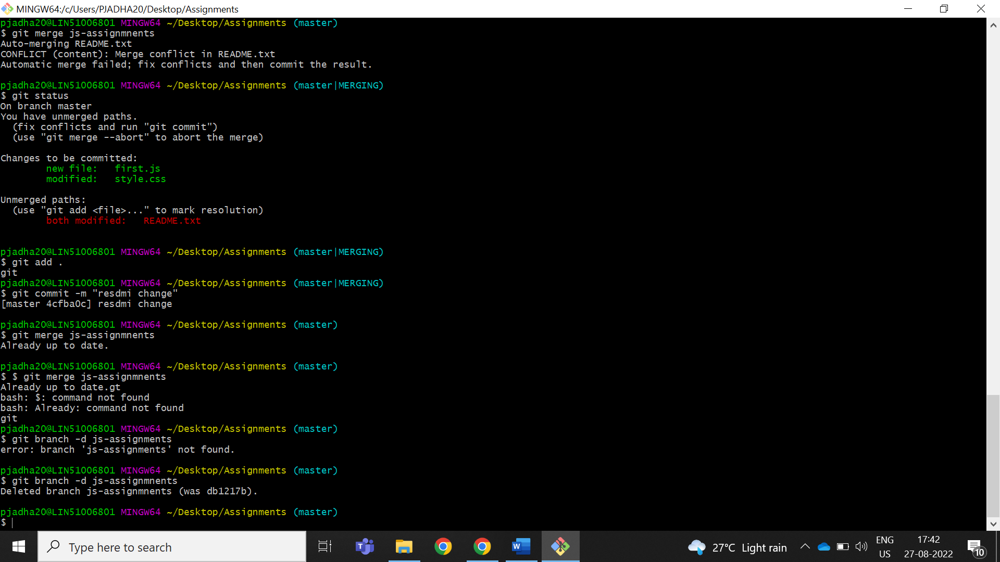 MINGW64:/c/Users/PJADHA20/Desktop/Assignments
pjadha20@LIN51006801 MINGW64 ~/Desktop/Assignments (master)
$ git merge js-assignmnents
Auto-merging README.txt
CONFLICT (content): Merge conflict in README.txt
Automatic merge failed; fix conflicts and then commit the result.
pjadha20@LIN51006801 MINGW64 ~/Desktop/Assignments (master|MERGING)
$ git status
On branch master
You have unmerged paths.
  (fix conflicts and run "git commit")
  (use "git merge --abort" to abort the merge)
Changes to be committed:
        new file:   first.js
        modified:   style.css
Unmerged paths:
  (use "git add <file>..." to mark resolution)
        both modified:   README.txt
pjadha20@LIN51006801 MINGW64 ~/Desktop/Assignments (master|MERGING)
$ git add .
git
pjadha20@LIN51006801 MINGW64 ~/Desktop/Assignments (master|MERGING)
$ git commit -m "resdmi change"
[master 4cfba0c] resdmi change
pjadha20@LIN51006801 MINGW64 ~/Desktop/Assignments (master)
$ git merge js-assignmnents
Already up to date.
pjadha20@LIN51006801 MINGW64 ~/Desktop/Assignments (master)
$ $ git merge js-assignmnents
Already up to date.gt
bash: $: command not found
bash: Already: command not found
git
pjadha20@LIN51006801 MINGW64 ~/Desktop/Assignments (master)
$ git branch -d js-assignments
error: branch 'js-assignments' not found.
pjadha20@LIN51006801 MINGW64 ~/Desktop/Assignments (master)
$ git branch -d js-assignmnents
Deleted branch js-assignmnents (was db1217b).
pjadha20@LIN51006801 MINGW64 ~/Desktop/Assignments (master)
$
Type here to search
27°C Light rain
ENG
US
17:42
27-08-2022
10